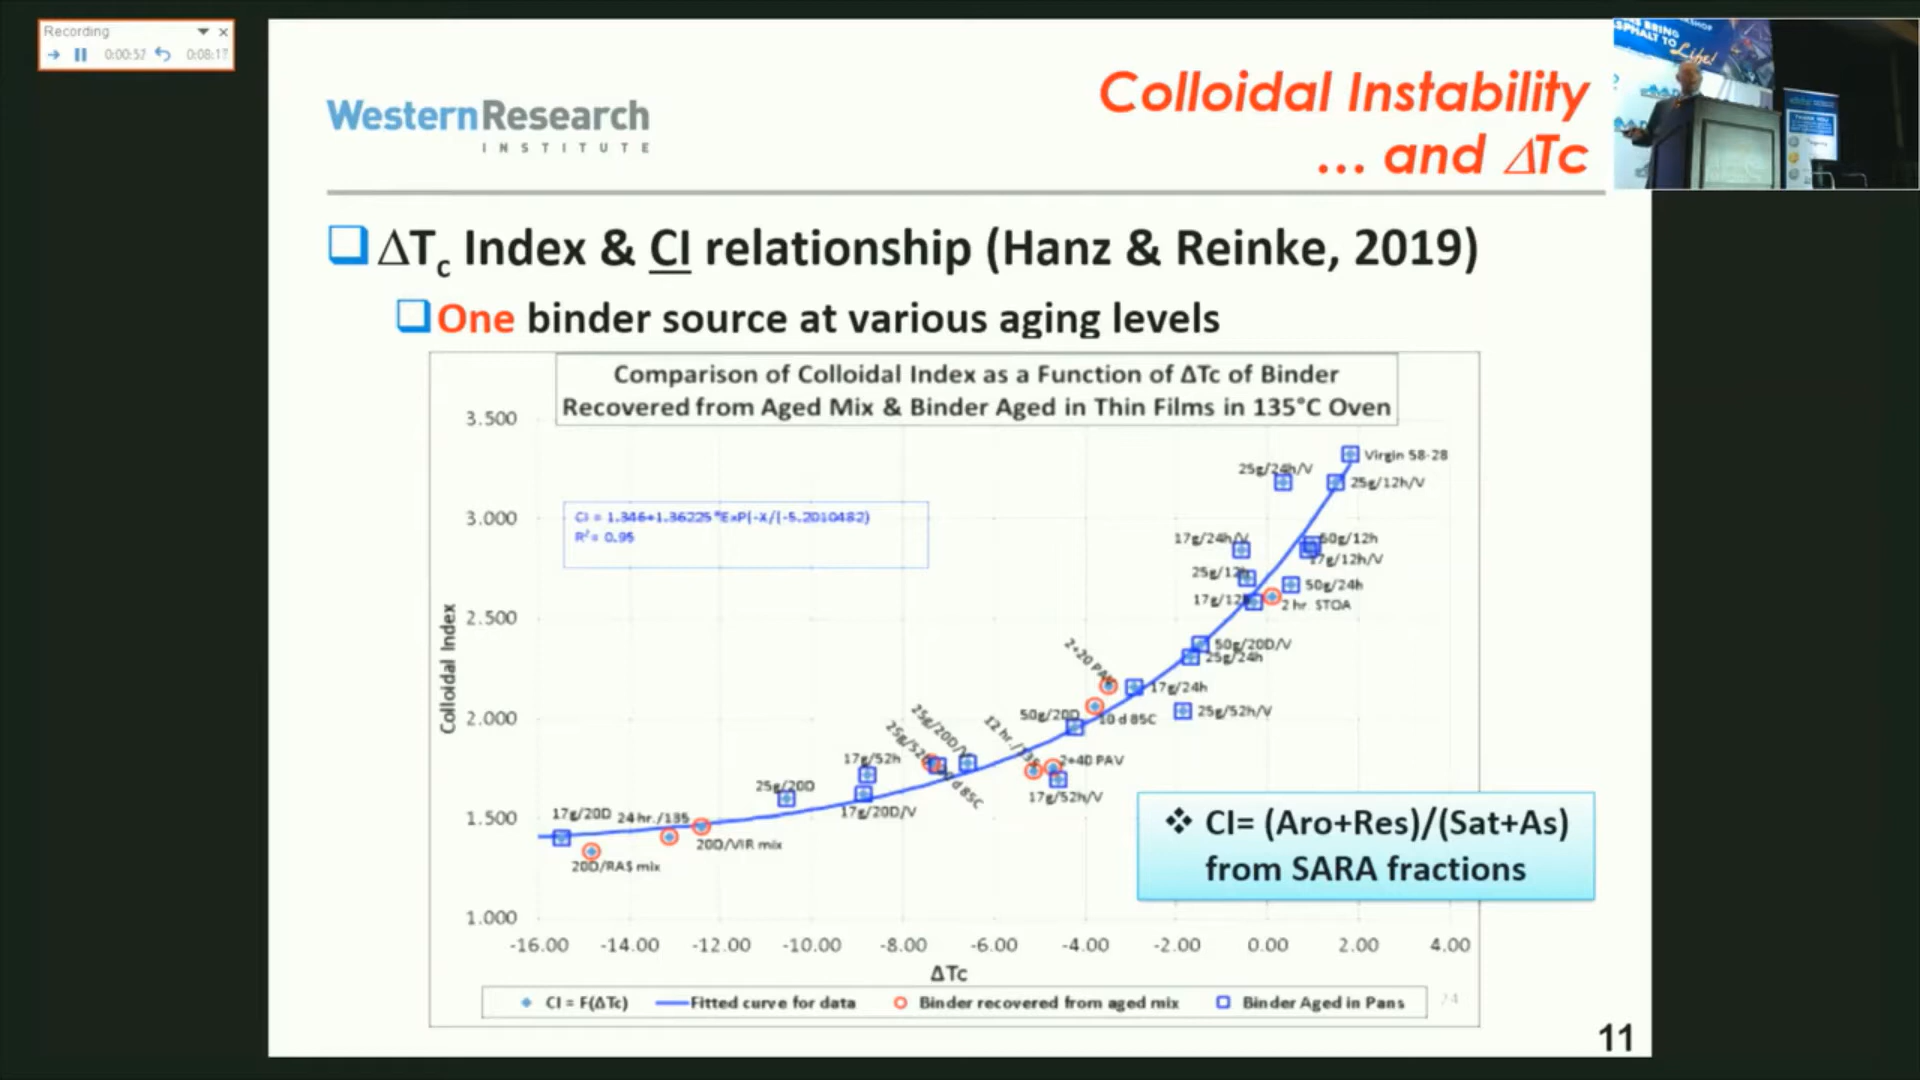 Recording
0:00:57
0:08:17
WesternResearch
INSTITUTE
Colloidal Instability
... and ΔTc
ΔTc Index & CI relationship (Hanz & Reinke, 2019)
One binder source at various aging levels
Comparison of Colloidal Index as a Function of ΔTc of Binder
Recovered from Aged Mix & Binder Aged in Thin Films in 135°C Oven
CI = 1.346+1.36225*ExP(-X/(-5.2010482)
R²= 0.95
Colloidal Index
3.500
3.000
2.500
2.000
1.500
1.000
Virgin 58-28
25g/24h/V
25g/12h/V
17g/24h/V
50g/12h
17g/12h/V
25g/12h
50g/24h
2 hr STOA
50g/20D/V
25g/24h
2+20 PAV
17g/24h
25g/52h/V
50g/20D
10 d 85C
12 hr./135
2+40 PAV
17g/52h/V
25g/20D/V
17g/52h
d 85C
25g/20D
17g/20D/V
17g/20D
24 hr./135
20D/VIR mix
20D/RAS mix
❖ CI= (Aro+Res)/(Sat+As)
from SARA fractions
-16.00 -14.00 -12.00 -10.00 -8.00 -6.00 -4.00 -2.00 0.00 2.00 4.00
ΔTc
CI = F(ΔTc) Fitted curve for data Binder recovered from aged mix Binder Aged in Pans
24
11